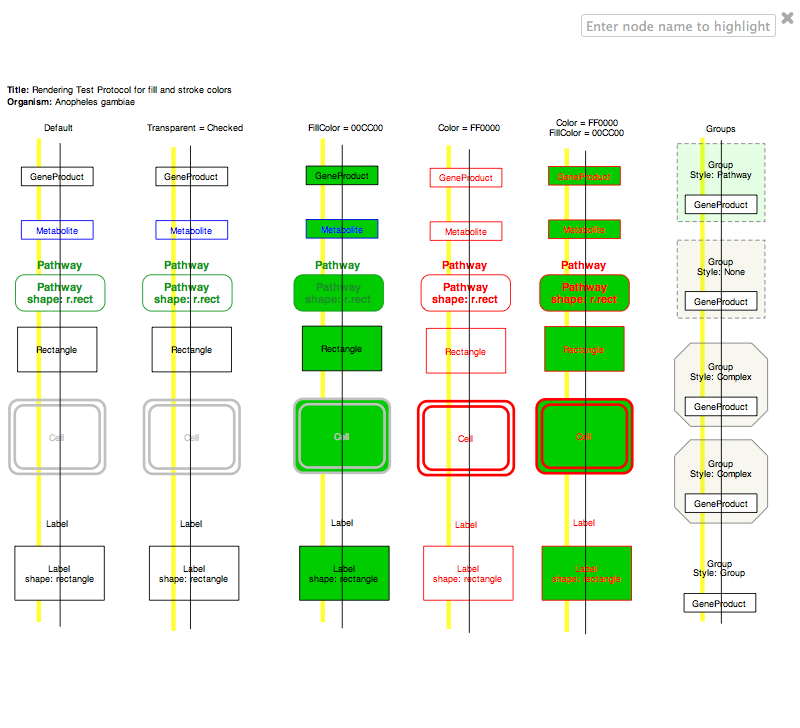 Enter node name to highlight
Title: Rendering Test Protocol for fill and stroke colors
Organism: Anopheles gambiae
Default
GeneProduct
Metabolite
Pathway
Pathway
shape: r.rect
Rectangle
Cell
Label
Label
shape: rectangle
Transparent = Checked
GeneProduct
Metabolite
Pathway
Pathway
shape: r.rect
Rectangle
Cell
Label
Label
shape: rectangle
FillColor = 00CC00
GeneProduct
Metabolite
Pathway
Pathway
shape: r.rect
Rectangle
Cell
Label
Label
shape: rectangle
Color = FF0000
GeneProduct
Metabolite
Pathway
Pathway
shape: r.rect
Rectangle
Cell
Label
Label
shape: rectangle
Color = FF0000
FillColor = 00CC00
GeneProduct
Metabolite
Pathway
Pathway
shape: r.rect
Rectangle
Cell
Label
Label
shape: rectangle
Groups
Group
Style: Pathway
GeneProduct
Group
Style: None
GeneProduct
Group
Style: Complex
GeneProduct
Group
Style: Complex
GeneProduct
Group
Style: Group
GeneProduct